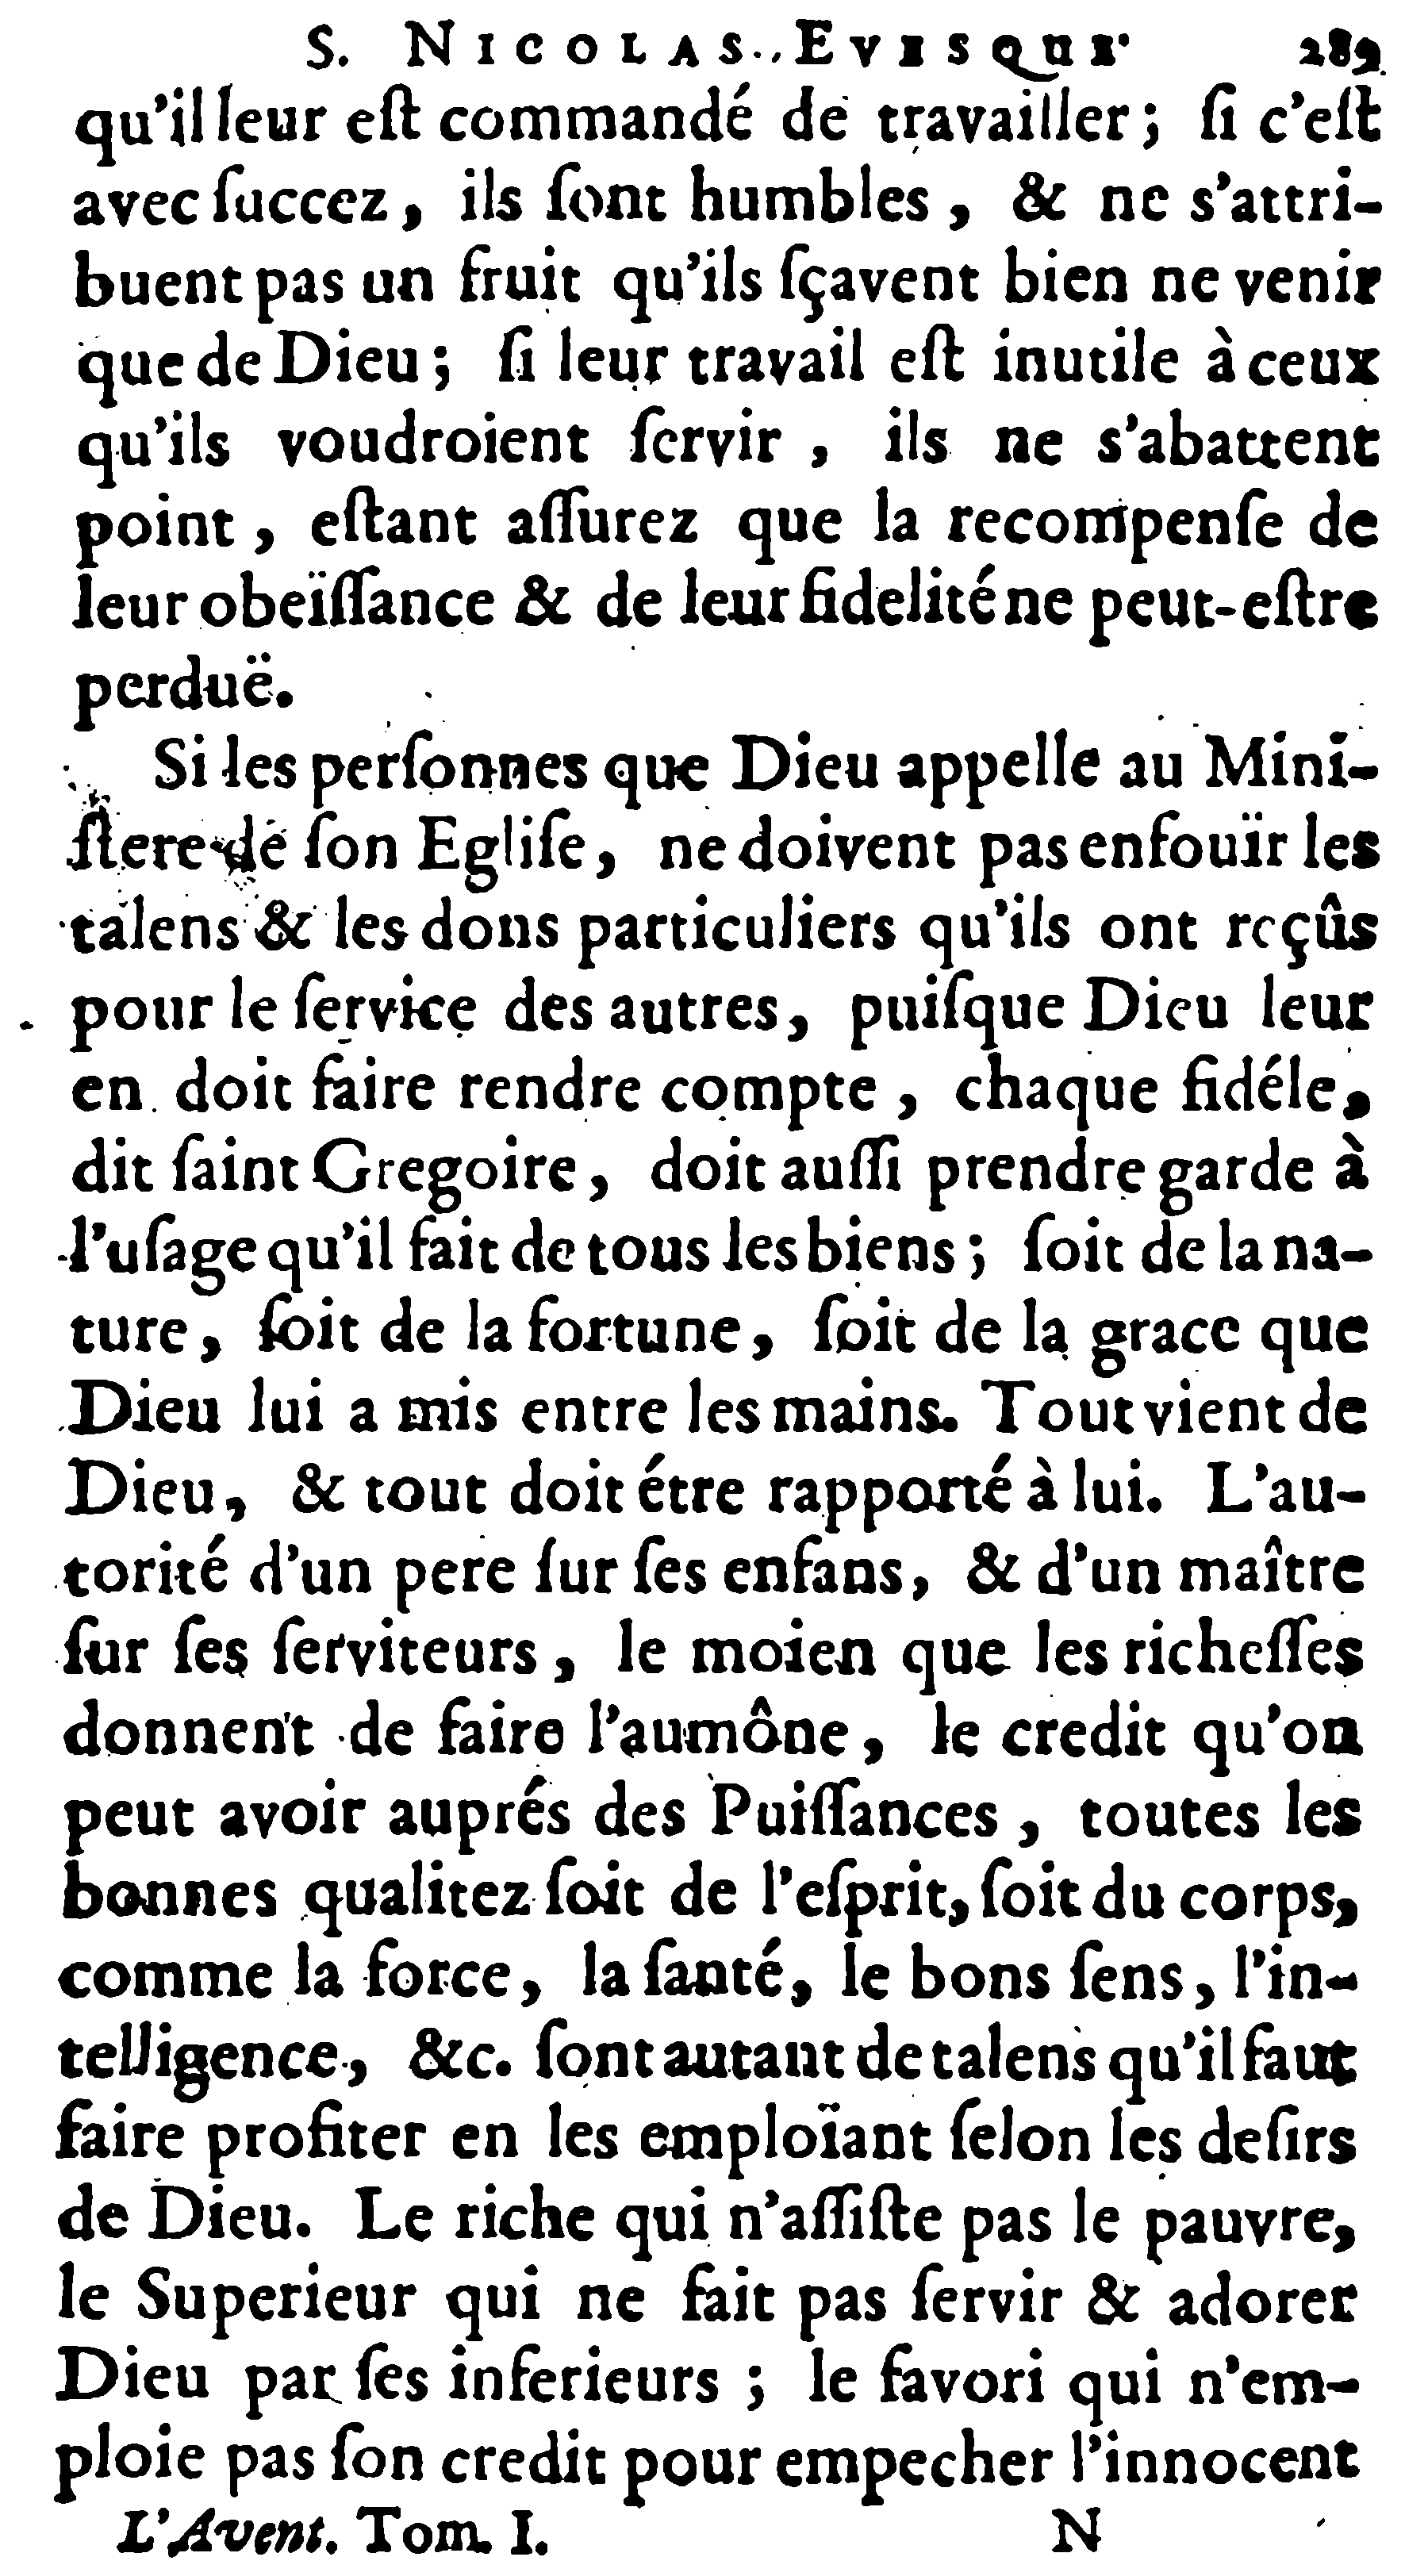 S. NICOLAS, EVESQUE. 289
qu'il leur eſt commandé de travailler; ſi c'eſt
avec ſuccez, ils ſont humbles, & ne s'attri-
buent pas un fruit qu'ils ſçavent bien ne venir
que de Dieu; ſi leur travail eſt inutile à ceux
qu'ils voudroient ſervir, ils ne s'abattent
point, eſtant aſſurez que la recompenſe de
leur obeïſſance & de leur fidelité ne peut-eſtre
perduë.
Si les perſonnes que Dieu appelle au Mini-
ſtere de ſon Egliſe, ne doivent pas enfouïr les
talens & les dons particuliers qu'ils ont reçûs
pour le ſervice des autres, puiſque Dieu leur
en doit faire rendre compte, chaque fidéle,
dit ſaint Gregoire, doit auſſi prendre garde à
l'uſage qu'il fait de tous les biens; ſoit de la na-
ture, ſoit de la fortune, ſoit de la grace que
Dieu lui a mis entre les mains. Tout vient de
Dieu, & tout doit étre rapporté à lui. L'au-
torité d'un pere ſur ſes enfans, & d'un maître
ſur ſes ſerviteurs, le moien que les richeſſes
donnent de faire l'aumône, le credit qu'on
peut avoir auprés des Puiſſances, toutes les
bonnes qualitez ſoit de l'eſprit, ſoit du corps,
comme la force, la ſanté, le bons ſens, l'in-
telligence, &c. ſont autant de talens qu'il faut
faire profiter en les emploïant ſelon les deſirs
de Dieu. Le riche qui n'aſſiſte pas le pauvre,
le Superieur qui ne fait pas ſervir & adorer
Dieu par ſes inferieurs; le favori qui n'em-
ploie pas ſon credit pour empecher l'innocent
L'Avent. Tom. I. N